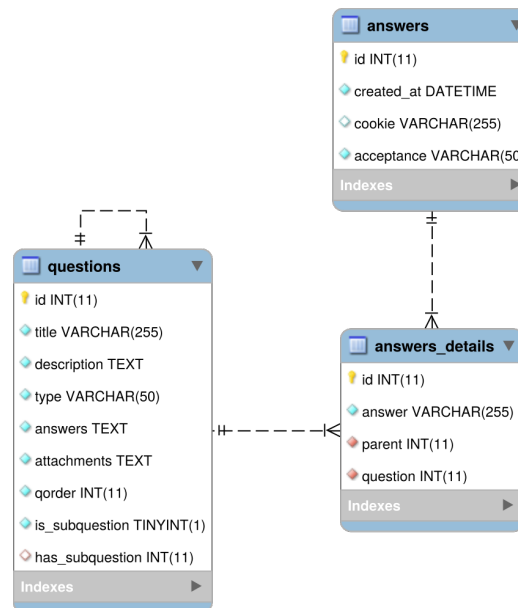 answers
id INT(11)
created_at DATETIME
cookie VARCHAR(255)
acceptance VARCHAR(50
Indexes
questions
id INT(11)
title VARCHAR(255)
description TEXT
type VARCHAR(50)
answers TEXT
attachments TEXT
qorder INT(11)
is_subquestion TINYINT(1)
has_subquestion INT(11)
Indexes
answers_details
id INT(11)
answer VARCHAR(255)
parent INT(11)
question INT(11)
Indexes